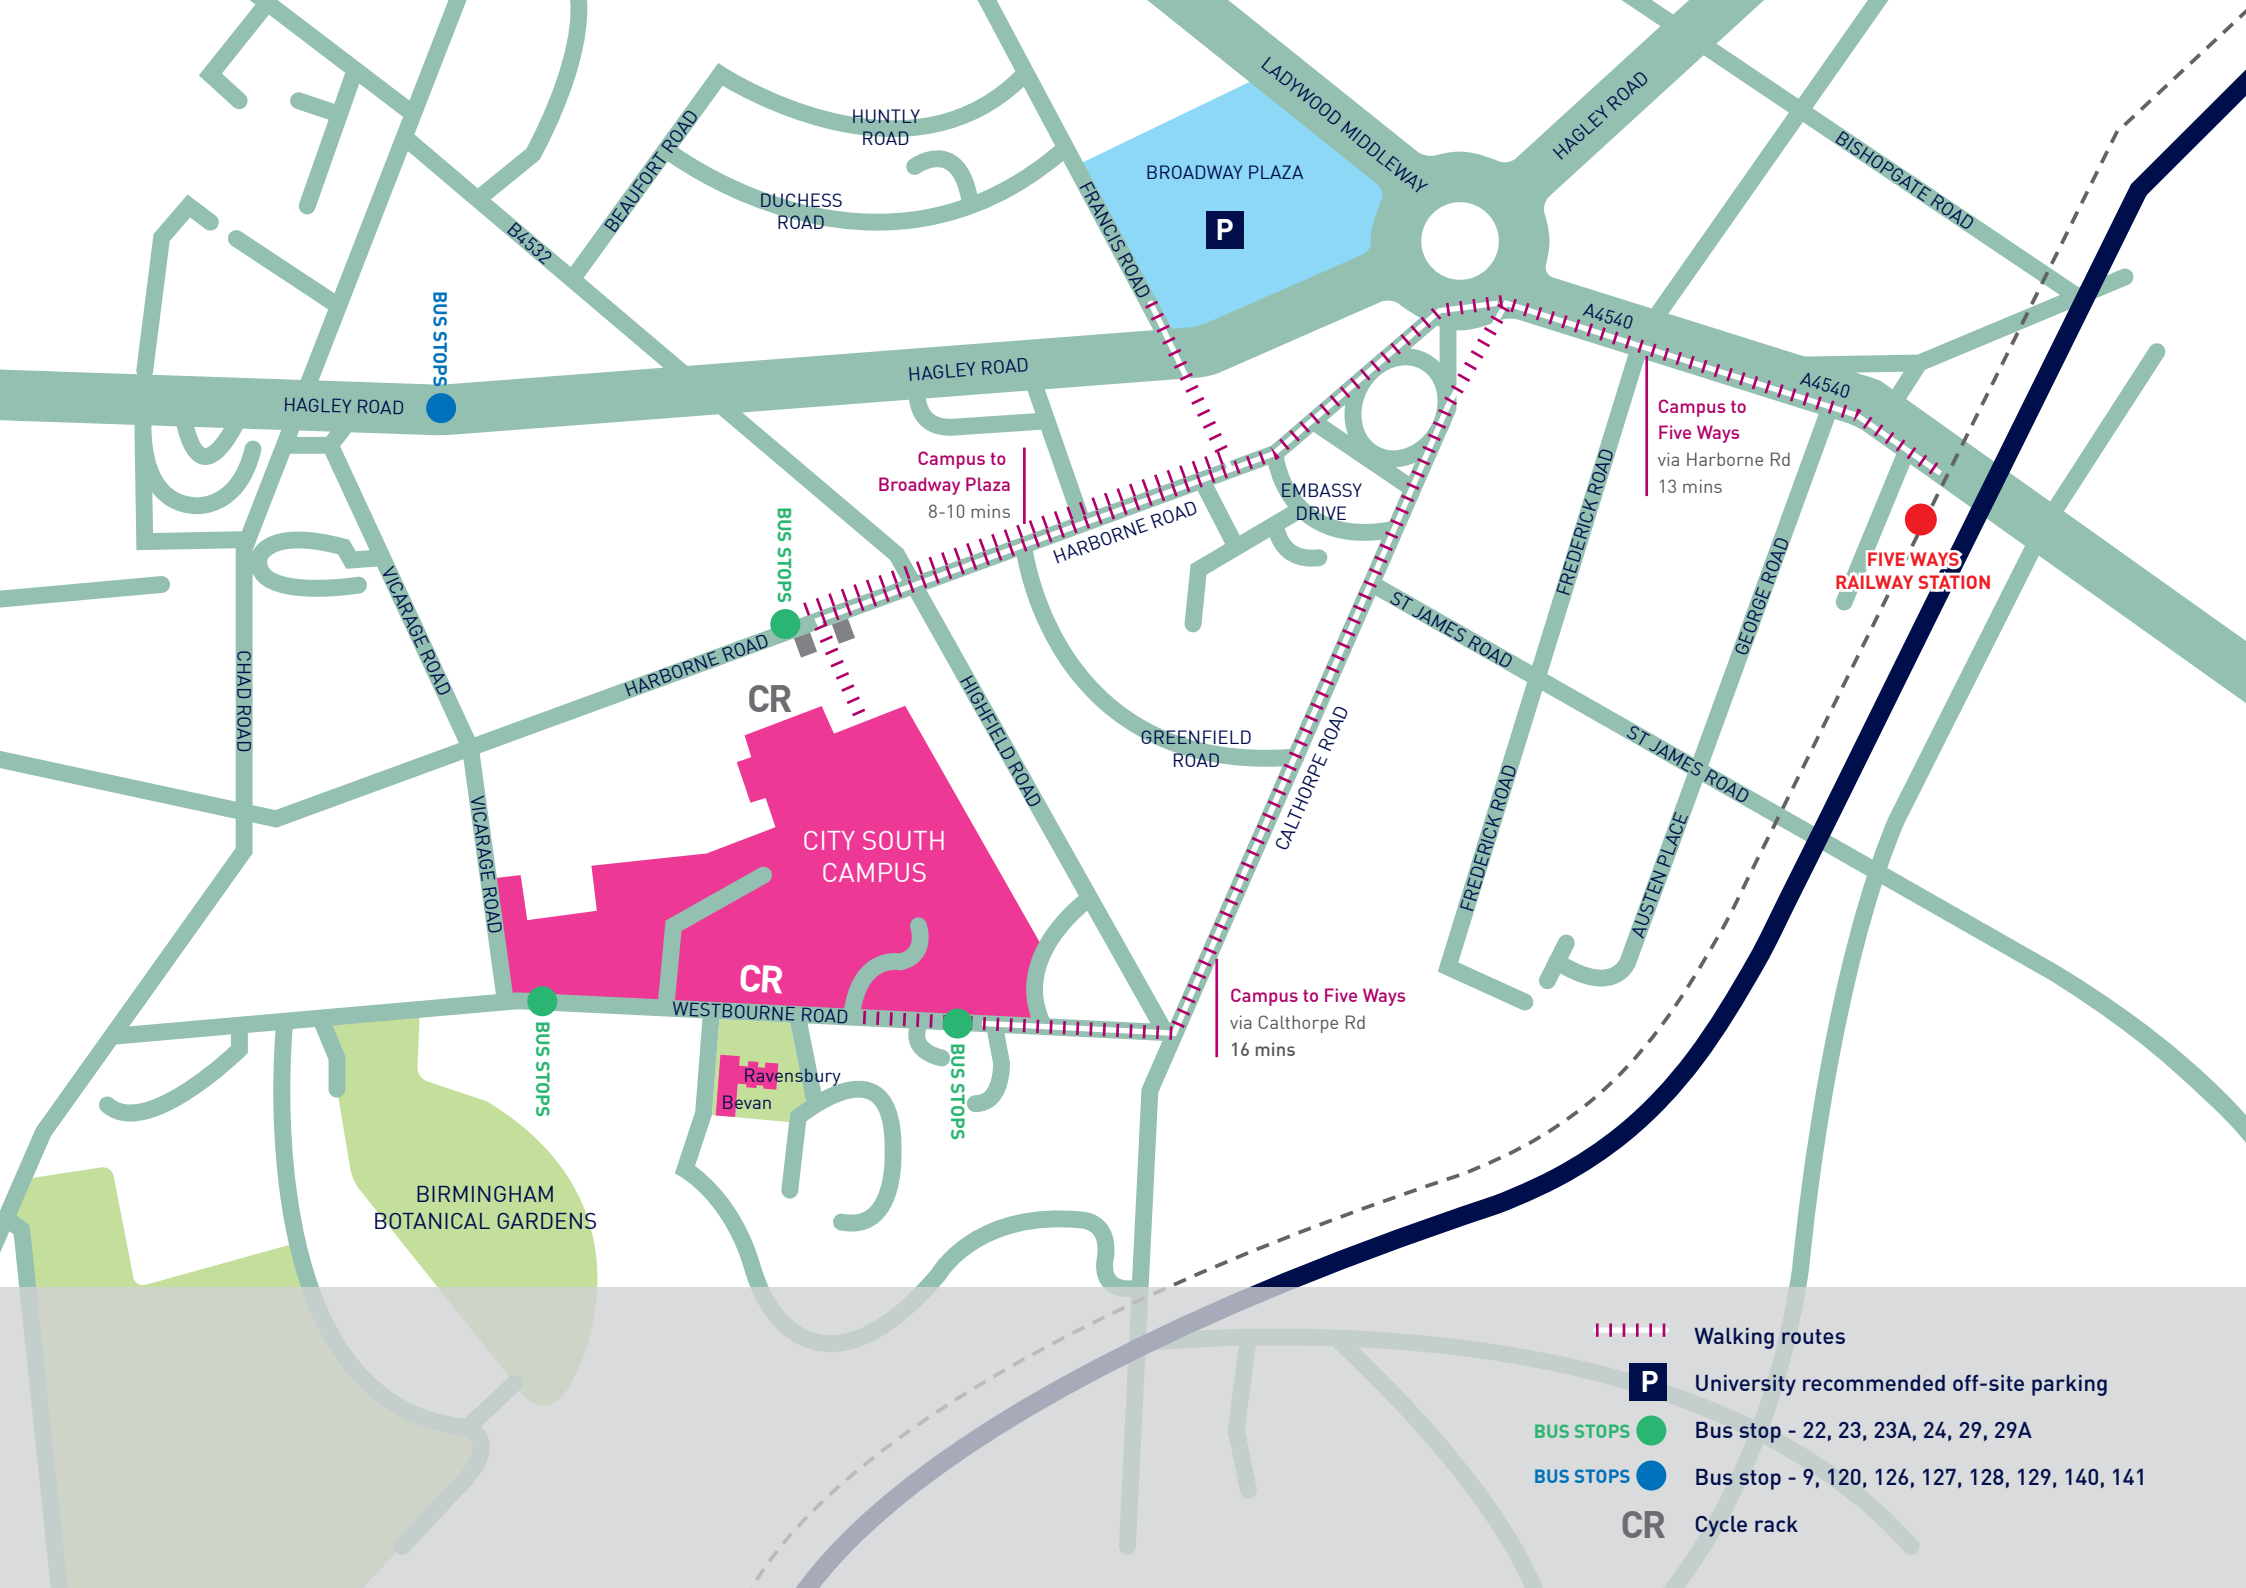 LADYWOOD MIDDLEWAY
HAGLEY ROAD
HUNTLY
ROAD
BEAUFORT ROAD
BISHOPGATE ROAD
BROADWAY PLAZA
P
DUCHESS
ROAD
FRANCIS ROAD
B4532
BUS STOPS
A4540
HAGLEY ROAD
A4540
HAGLEY ROAD
Campus to
Five Ways
via Harborne Rd
13 mins
Campus to
Broadway Plaza
8-10 mins
EMBASSY
DRIVE
HARBORNE ROAD
BUS STOPS
FREDERICK ROAD
GEORGE ROAD
FIVE WAYS
RAILWAY STATION
VICARAGE ROAD
ST JAMES ROAD
HARBORNE ROAD
CHAD ROAD
CR
HIGHFIELD ROAD
GREENFIELD
ROAD
CALTHORPE ROAD
ST JAMES ROAD
FREDERICK ROAD
AUSTEN PLACE
VICARAGE ROAD
CITY SOUTH
CAMPUS
CR
WESTBOURNE ROAD
Campus to Five Ways
via Calthorpe Rd
16 mins
BUS STOPS
BUS STOPS
Ravensbury
Bevan
BIRMINGHAM
BOTANICAL GARDENS
Walking routes
P University recommended off-site parking
BUS STOPS Bus stop - 22, 23, 23A, 24, 29, 29A
BUS STOPS Bus stop - 9, 120, 126, 127, 128, 129, 140, 141
CR Cycle rack